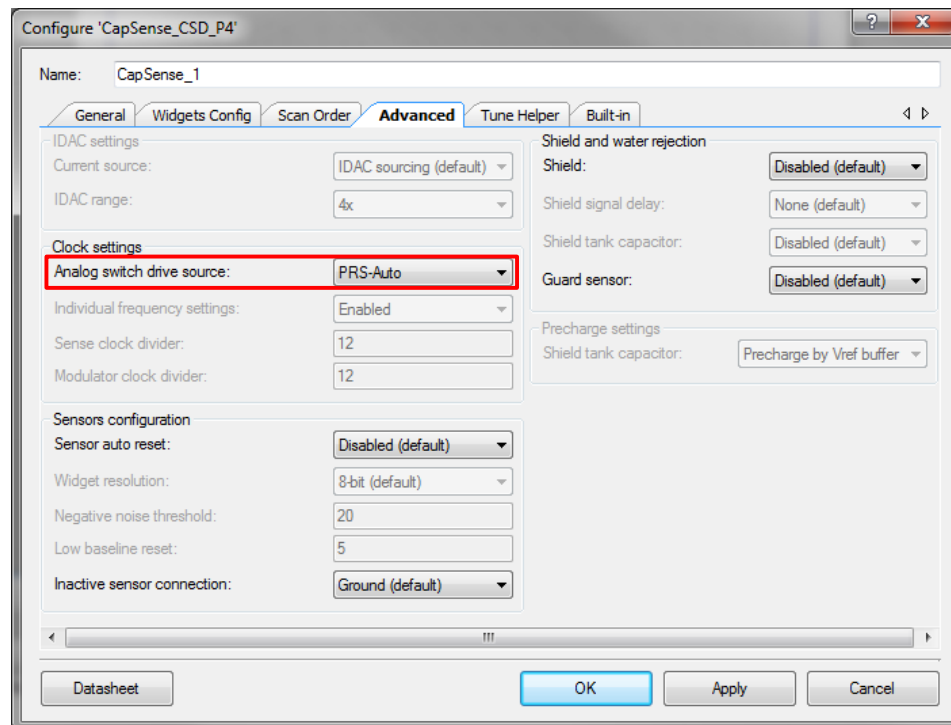 Configure 'CapSense_CSD_P4'
Name: CapSense_1
General Widgets Config Scan Order Advanced Tune Helper Built-in
IDAC settings
Current source: IDAC sourcing (default)
IDAC range: 4x
Clock settings
Analog switch drive source: PRS-Auto
Individual frequency settings: Enabled
Sense clock divider: 12
Modulator clock divider: 12
Sensors configuration
Sensor auto reset: Disabled (default)
Widget resolution: 8-bit (default)
Negative noise threshold: 20
Low baseline reset: 5
Inactive sensor connection: Ground (default)
Shield and water rejection
Shield: Disabled (default)
Shield signal delay: None (default)
Shield tank capacitor: Disabled (default)
Guard sensor: Disabled (default)
Precharge settings
Shield tank capacitor: Precharge by Vref buffer
Datasheet OK Apply Cancel